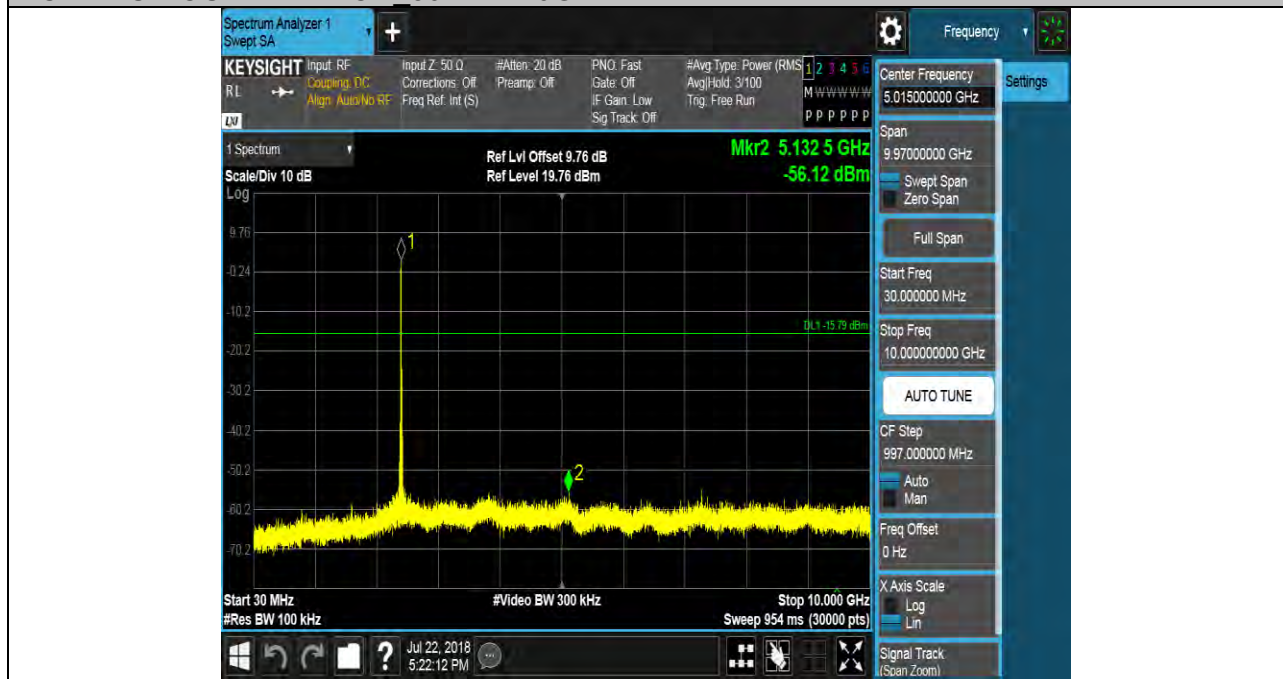 Spectrum Analyzer 1
Swept SA
+
Frequency
KEYSIGHT
RL
LXI
Input: RF
Coupling: DC
Align: Auto/No RF
Input Z: 50 Ω
Corrections: Off
Freq Ref: Int (S)
#Atten: 20 dB
Preamp: Off
PNO: Fast
Gate: Off
IF Gain: Low
Sig Track: Off
#Avg Type: Power (RMS
Avg|Hold: 3/100
Trig: Free Run
1 2 3 4 5 6
M W W W W W
P P P P P P
Center Frequency
5.015000000 GHz
Settings
1 Spectrum
Scale/Div 10 dB
Log
Ref Lvl Offset 9.76 dB
Ref Level 19.76 dBm
Mkr2 5.132 5 GHz
-56.12 dBm
Span
9.97000000 GHz
Swept Span
Zero Span
Full Span
Start Freq
30.000000 MHz
Stop Freq
10.000000000 GHz
AUTO TUNE
CF Step
997.000000 MHz
Auto
Man
Freq Offset
0 Hz
X Axis Scale
Log
Lin
Signal Track
(Span Zoom)
9.76
-0.24
-10.2
-20.2
-30.2
-40.2
-50.2
-60.2
-70.2
1
DL1 -15.79 dBm
2
Start 30 MHz
#Res BW 100 kHz
#Video BW 300 kHz
Stop 10.000 GHz
Sweep 954 ms (30000 pts)
?
Jul 22, 2018
5:22:12 PM